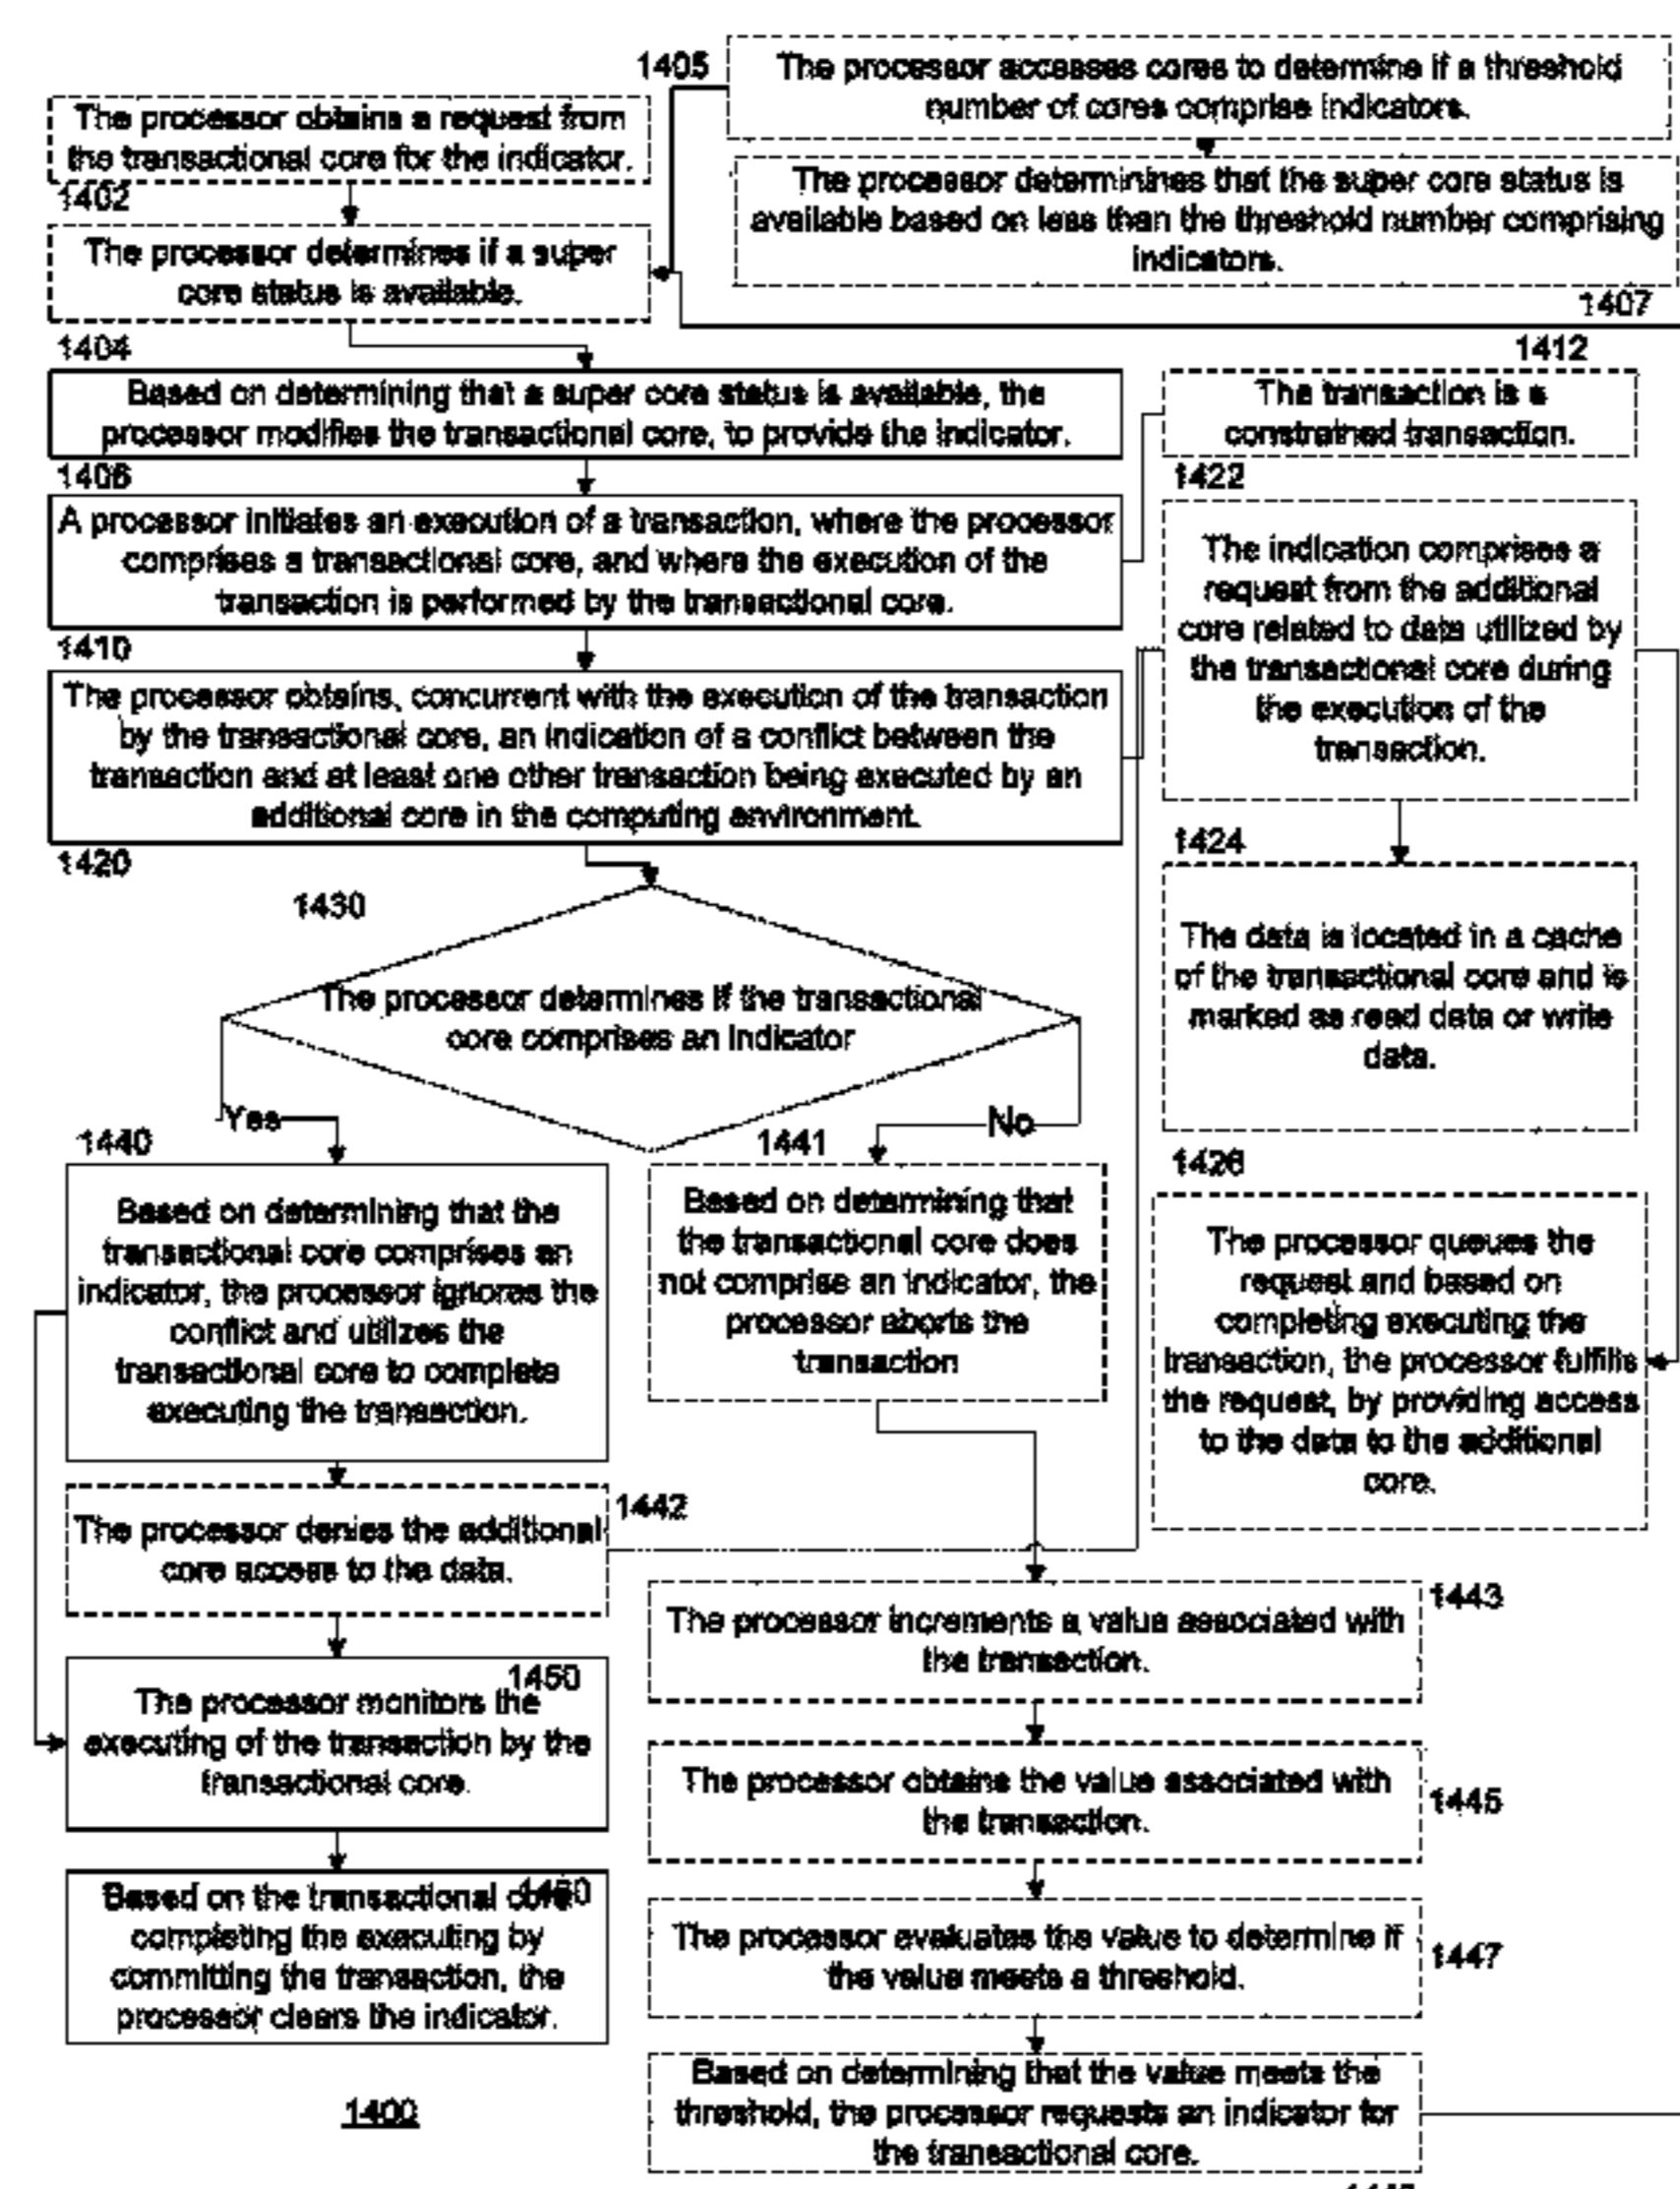 1405
The processor accesses cores to determine if a threshold
number of cores comprise indicators.
The processor obtains a request from
the transactional core for the indicator.
1402
The processor determinines that the super core status is
available based on less than the threshold number comprising
indicators.
1407
The processor determines if a super
core status is available.
1404
Based on determining that a super core status is available, the
processor modifies the transactional core, to provide the indicator.
1406
1412
The transaction is a
constrained transaction.
A processor initiates an execution of a transaction, where the processor
comprises a transactional core, and where the execution of the
transaction is performed by the transactional core.
1410
1422
The indication comprises a
request from the additional
core related to data utilized by
the transactional core during
the execution of the
transaction.
The processor obtains, concurrent with the execution of the transaction
by the transactional core, an indication of a conflict between the
transaction and at least one other transaction being executed by an
additional core in the computing environment.
1420
1424
The data is located in a cache
of the transactional core and is
marked as read data or write
data.
1430
The processor determines if the transactional
core comprises an indicator
Yes
No
1440
Based on determining that the
transactional core comprises an
indicator, the processor ignores the
conflict and utilizes the
transactional core to complete
executing the transaction.
1441
Based on determining that
the transactional core does
not comprise an indicator, the
processor aborts the
transaction
1426
The processor queues the
request and based on
completing executing the
transaction, the processor fulfills
the request, by providing access
to the data to the additional
core.
1442
The processor denies the additional
core access to the data.
1443
The processor increments a value associated with
the transaction.
1450
The processor monitors the
executing of the transaction by the
transactional core.
1445
The processor obtains the value associated with
the transaction.
Based on the transactional core
completing the executing by
committing the transaction, the
processor clears the indicator.
1447
The processor evaluates the value to determine if
the value meets a threshold.
Based on determining that the value meets the
threshold, the processor requests an indicator for
the transactional core.
1400